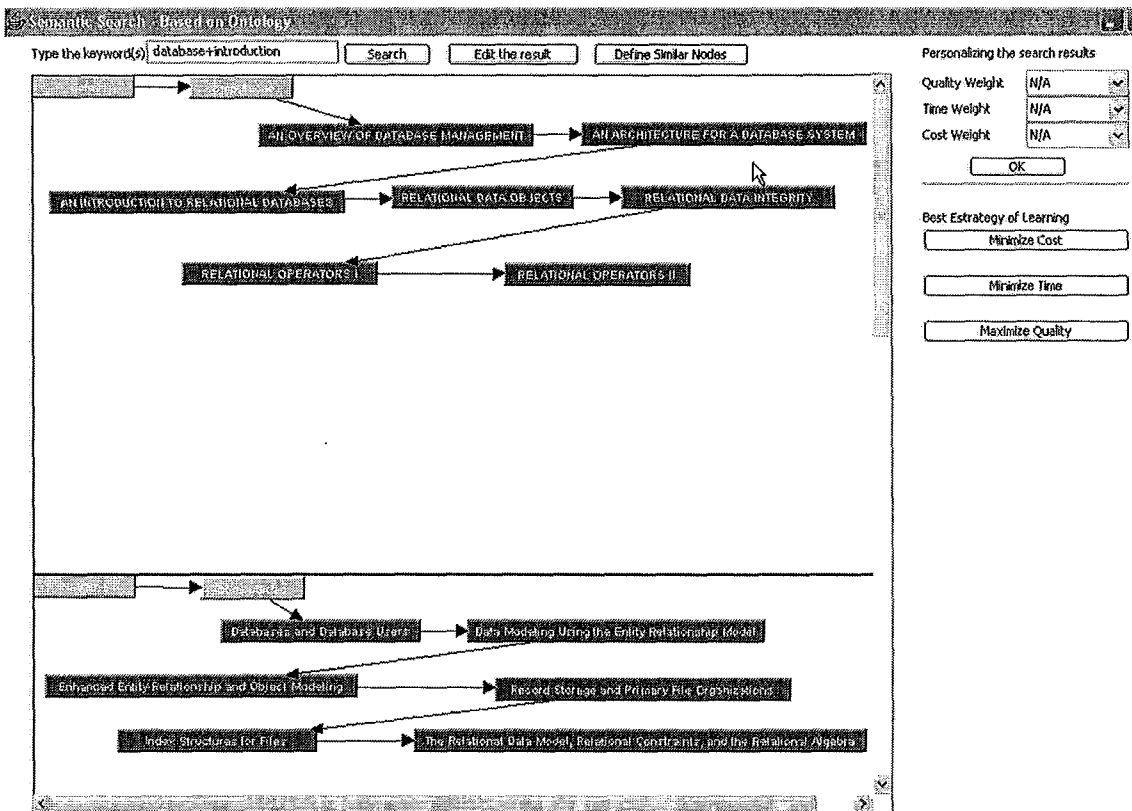 Semantic Search - Based on Ontology
Type the keyword(s) database+introduction Search Edit the result Define Similar Nodes
Personalizing the search results
Quality Weight N/A
Time Weight N/A
Cost Weight N/A
OK
Best Estrategy of Learning
Minimize Cost
Minimize Time
Maximize Quality
AN OVERVIEW OF DATABASE MANAGEMENT AN ARCHITECTURE FOR A DATABASE SYSTEM
AN INTRODUCTION TO RELATIONAL DATABASES RELATIONAL DATA OBJECTS RELATIONAL DATA INTEGRITY
RELATIONAL OPERATORS I RELATIONAL OPERATORS II
Databases and Database Users Data Modeling Using the Entity Relationship Model
Enhanced Entity Relationship and Object Modeling Record Storage and Primary File Organizations
Index Structures for Files The Relational Data Model, Relational Constraints, and the Relational Algebra